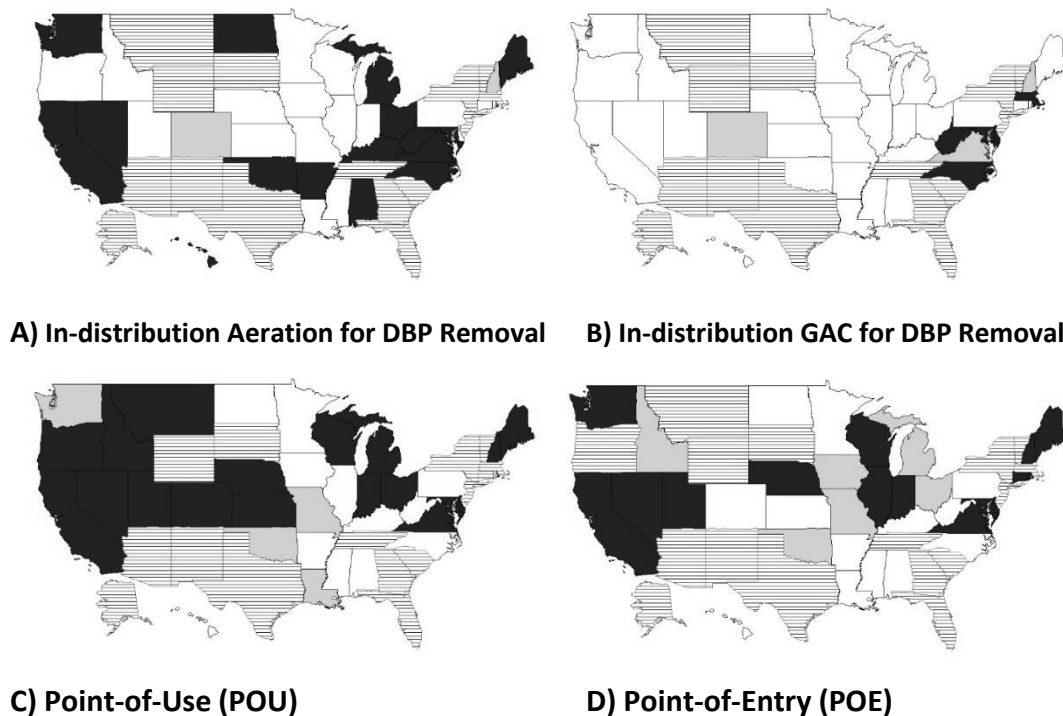 A) In-distribution Aeration for DBP Removal
B) In-distribution GAC for DBP Removal
C) Point-of-Use (POU)
D) Point-of-Entry (POE)